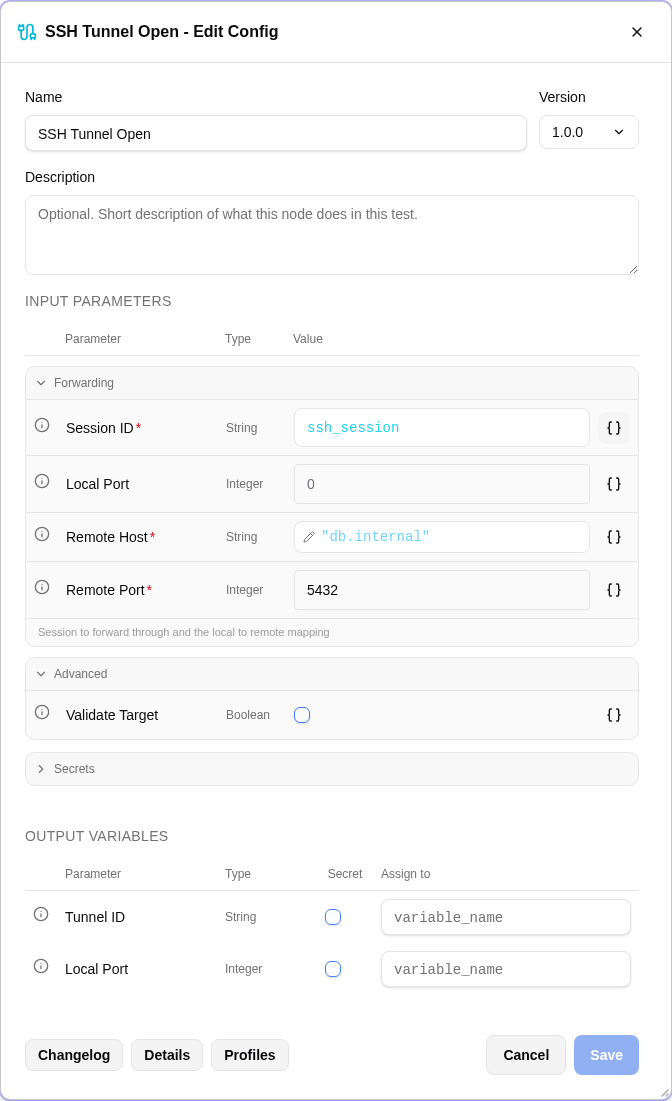 SSH Tunnel Open - Edit Config
Name
Version
SSH Tunnel Open
1.0.0
Description
Optional. Short description of what this node does in this test.
INPUT PARAMETERS
Parameter Type Value
Forwarding
Session ID* String ssh_session { }
Local Port Integer 0 { }
Remote Host* String "db.internal" { }
Remote Port* Integer 5432 { }
Session to forward through and the local to remote mapping
Advanced
Validate Target Boolean { }
Secrets
OUTPUT VARIABLES
Parameter Type Secret Assign to
Tunnel ID String variable_name
Local Port Integer variable_name
Changelog Details Profiles Cancel Save